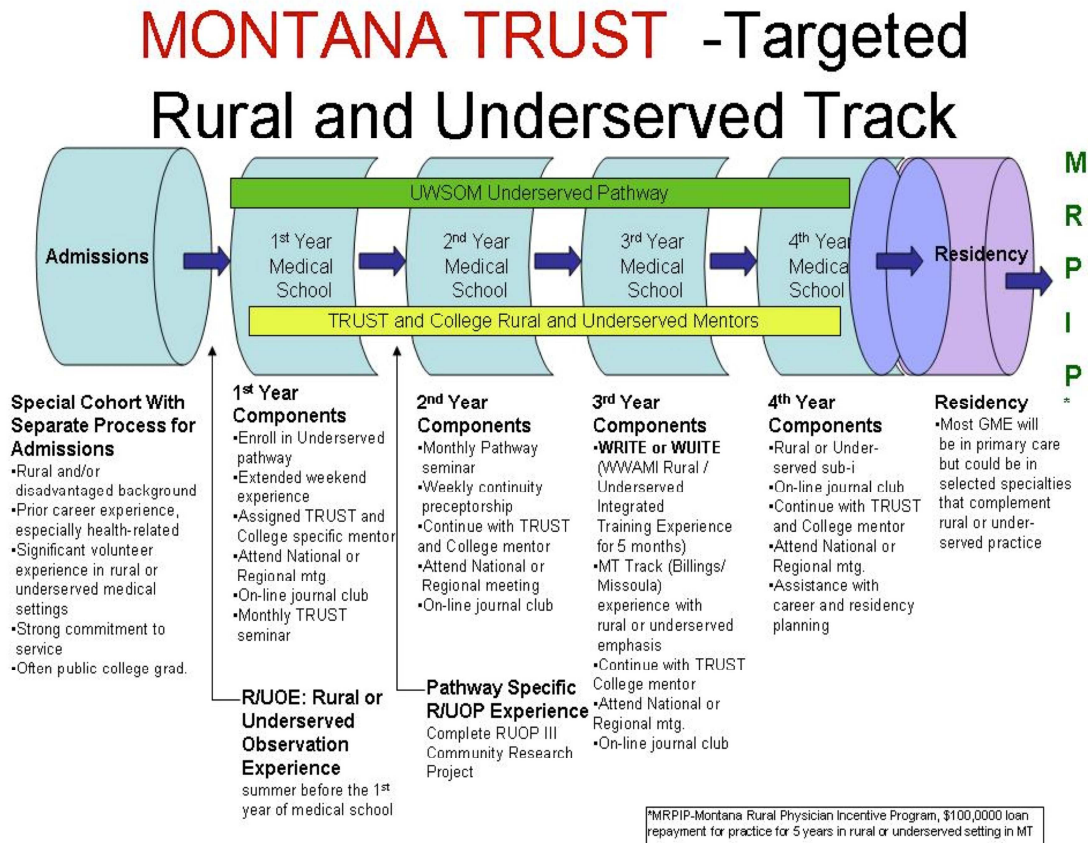 MONTANA TRUST -Targeted
Rural and Underserved Track
UWSOM Underserved Pathway
Admissions
1st Year
Medical
School
2nd Year
Medical
School
3rd Year
Medical
School
4th Year
Medica
School
Residency
M
R
P
I
P
*
TRUST and College Rural and Underserved Mentors
Special Cohort With
Separate Process for
Admissions
▪Rural and/or
disadvantaged background
▪Prior career experience,
especially health-related
▪Significant volunteer
experience in rural or
underserved medical
settings
▪Strong commitment to
service
▪Often public college grad.
1st Year
Components
▪Enroll in Underserved
pathway
▪Extended weekend
experience
▪Assigned TRUST and
College specific mentor
▪Attend National or
Regional mtg.
▪On-line journal club
▪Monthly TRUST
seminar
2nd Year
Components
▪Monthly Pathway
seminar
▪Weekly continuity
preceptorship
▪Continue with TRUST
and College mentor
▪Attend National or
Regional meeting
▪On-line journal club
3rd Year
Components
▪WRITE or WUITE
(WWAMI Rural /
Underserved
Integrated
Training Experience
for 5 months)
▪MT Track (Billings/
Missoula)
experience with
rural or underserved
emphasis
▪Continue with TRUST
College mentor
▪Attend National or
Regional mtg.
▪On-line journal club
4th Year
Components
▪Rural or Under-
served sub-i
▪On-line journal club
▪Continue with TRUST
and College mentor
▪Attend National or
Regional mtg.
▪Assistance with
career and residency
planning
Residency
▪Most GME will
be in primary care
but could be in
selected specialties
that complement
rural or under-
served practice
R/UOE: Rural or
Underserved
Observation
Experience
summer before the 1st
year of medical school
Pathway Specific
R/UOP Experience
Complete RUOP III
Community Research
Project
*MRPIP-Montana Rural Physician Incentive Program, $100,0000 loan
repayment for practice for 5 years in rural or underserved setting in MT